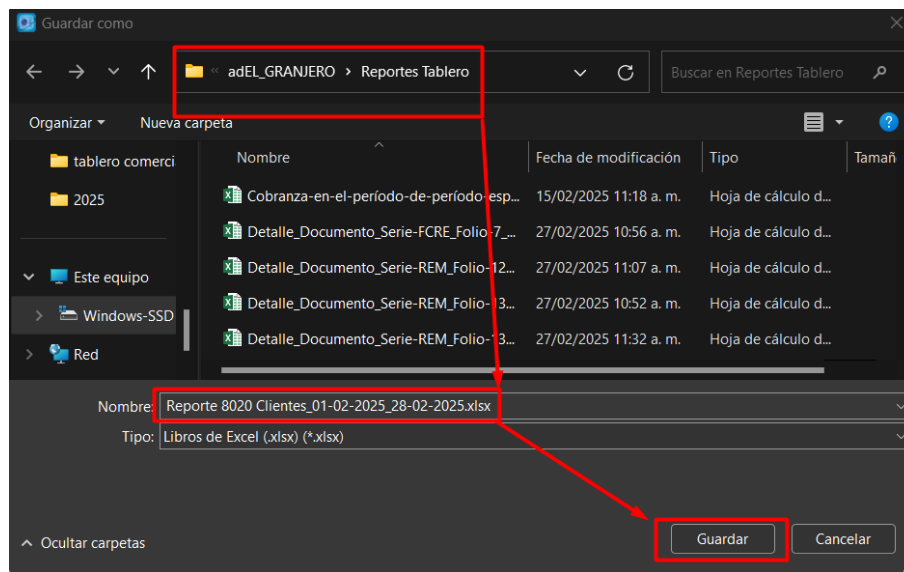 Guardar como
« adEL_GRANJERO > Reportes Tablero
Buscar en Reportes Tablero
Organizar
Nueva carpeta
Nombre
Fecha de modificación
Tipo
Tamañ
tablero comerci
2025
Este equipo
Windows-SSD
Red
Cobranza-en-el-período-de-período-esp... 15/02/2025 11:18 a. m. Hoja de cálculo d...
Detalle_Documento_Serie-FCRE_Folio-7_... 27/02/2025 10:56 a. m. Hoja de cálculo d...
Detalle_Documento_Serie-REM_Folio-12... 27/02/2025 11:07 a. m. Hoja de cálculo d...
Detalle_Documento_Serie-REM_Folio-13... 27/02/2025 10:52 a. m. Hoja de cálculo d...
Detalle_Documento_Serie-REM_Folio-13... 27/02/2025 11:32 a. m. Hoja de cálculo d...
Nombre: Reporte 8020 Clientes_01-02-2025_28-02-2025.xlsx
Tipo: Libros de Excel (.xlsx) (*.xlsx)
Ocultar carpetas
Guardar
Cancelar